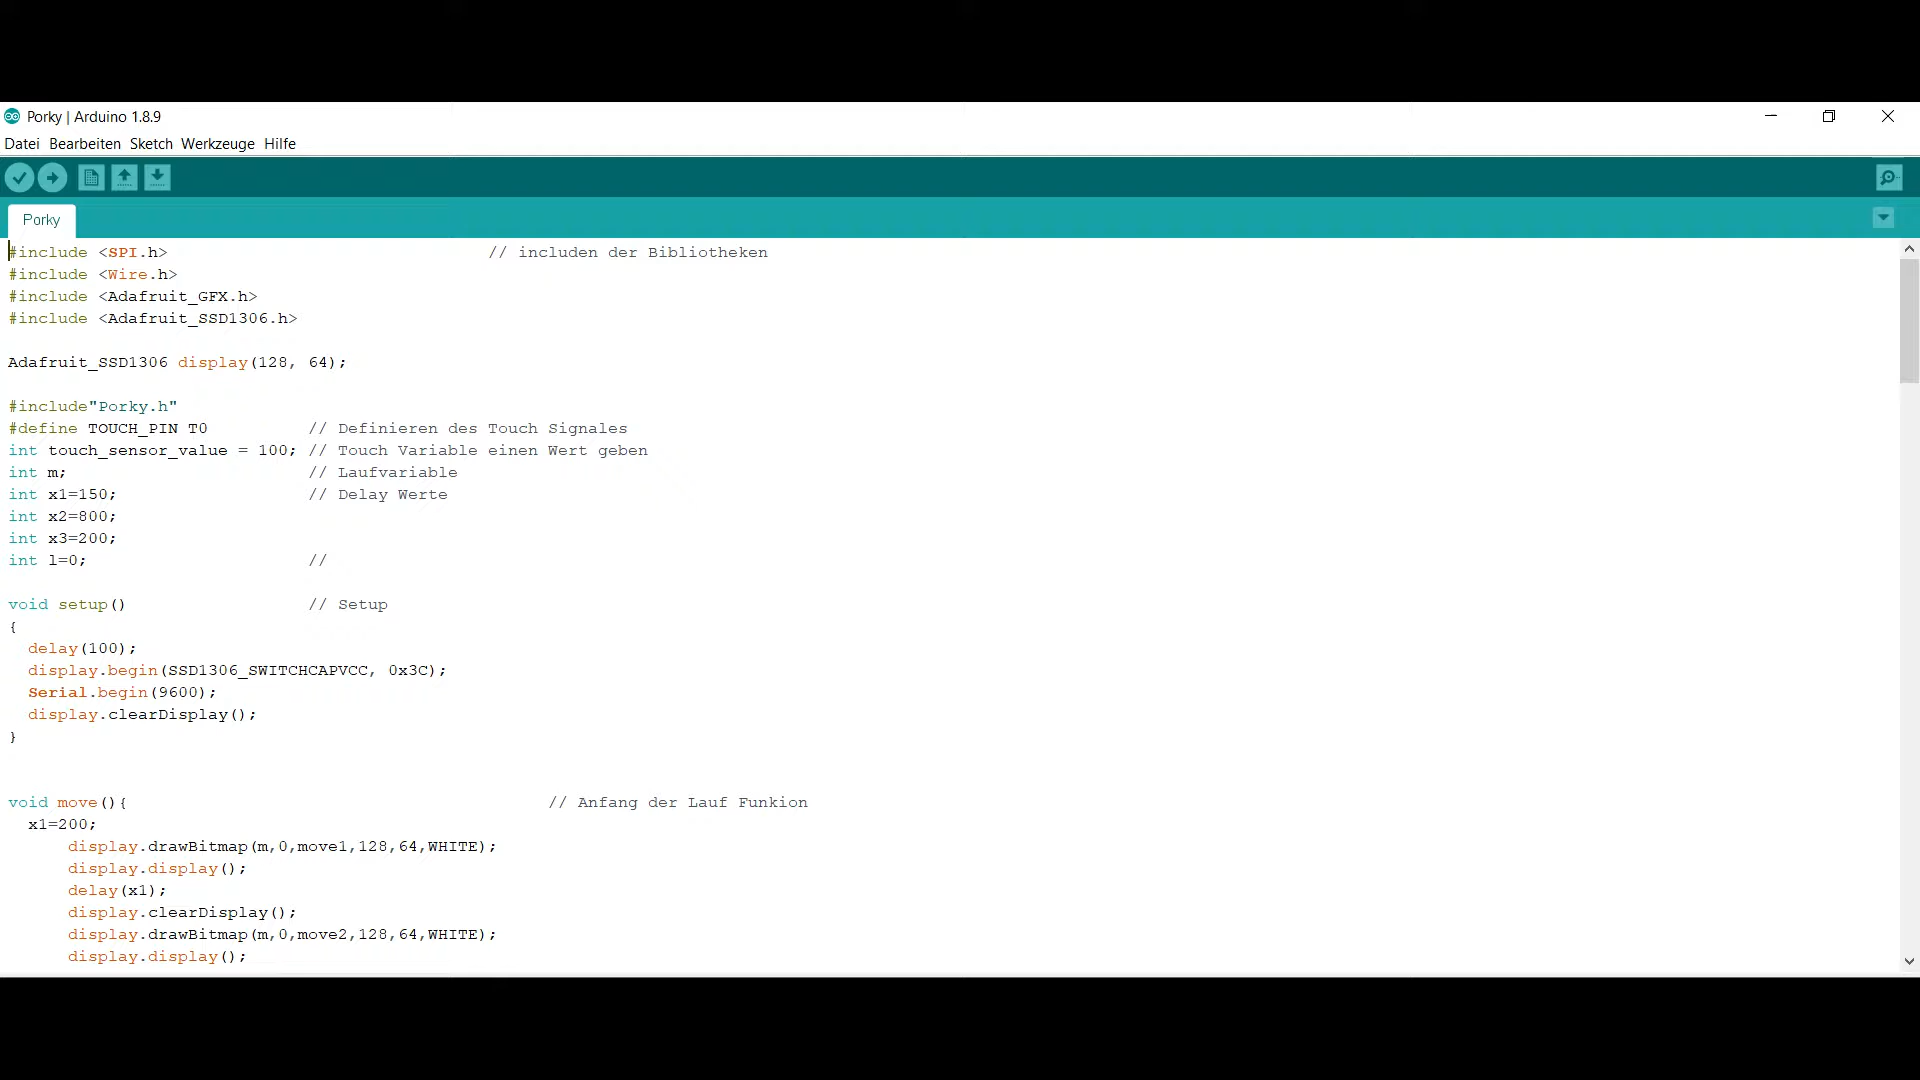 Porky | Arduino 1.8.9
Datei Bearbeiten Sketch Werkzeuge Hilfe
Porky
#include <SPI.h> // includen der Bibliotheken
#include <Wire.h>
#include <Adafruit_GFX.h>
#include <Adafruit_SSD1306.h>
Adafruit_SSD1306 display(128, 64);
#include"Porky.h"
#define TOUCH_PIN T0 // Definieren des Touch Signales
int touch_sensor_value = 100; // Touch Variable einen Wert geben
int m; // Laufvariable
int x1=150; // Delay Werte
int x2=800;
int x3=200;
int l=0; //
void setup() // Setup
{
delay(100);
display.begin(SSD1306_SWITCHCAPVCC, 0x3C);
Serial.begin(9600);
display.clearDisplay();
}
void move(){ // Anfang der Lauf Funkion
x1=200;
display.drawBitmap(m,0,move1,128,64,WHITE);
display.display();
delay(x1);
display.clearDisplay();
display.drawBitmap(m,0,move2,128,64,WHITE);
display.display();